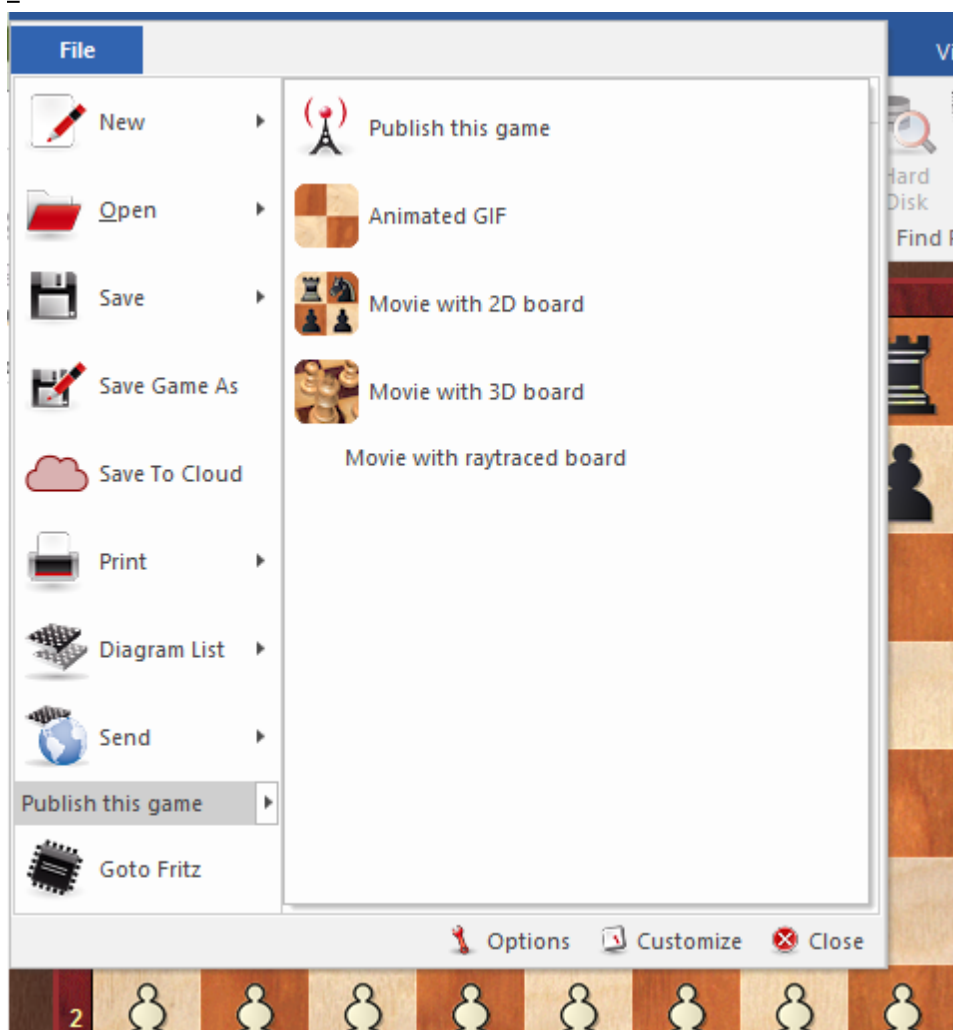 File
New
Open
Save
Save Game As
Save To Cloud
Print
Diagram List
Send
Publish this game
Goto Fritz
Publish this game
Animated GIF
Movie with 2D board
Movie with 3D board
Movie with raytraced board
Options
Customize
Close
Disk
Find
2